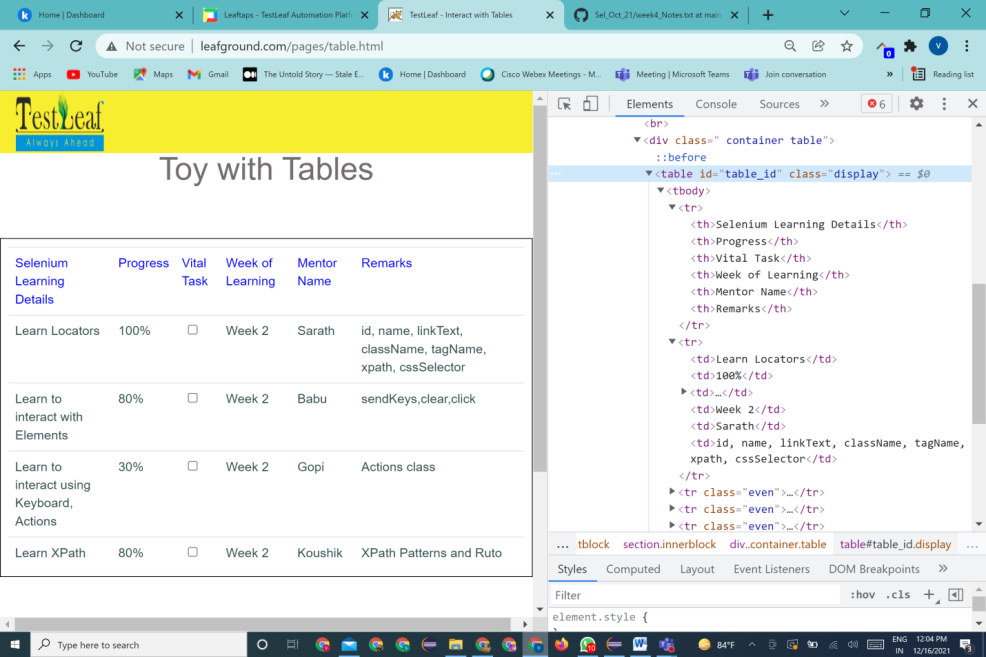 Home | Dashboard
Leaftaps - TestLeaf Automation Platf
TestLeaf - Interact with Tables
Sel_Oct_21/week4_Notes.txt at main
Not secure
leafground.com/pages/table.html
0
V
Apps
YouTube
Maps
Gmail
The Untold Story — Stale E...
Home | Dashboard
Cisco Webex Meetings - M...
Meeting | Microsoft Teams
Join conversation
»
Reading list
TestLeaf
Always Ahead
Toy with Tables
Selenium Learning Details Progress Vital Task Week of Learning Mentor Name Remarks
Learn Locators 100% Week 2 Sarath id, name, linkText, className, tagName, xpath, cssSelector
Learn to interact with Elements 80% Week 2 Babu sendKeys,clear,click
Learn to interact using Keyboard, Actions 30% Week 2 Gopi Actions class
Learn XPath 80% Week 2 Koushik XPath Patterns and Ruto
Elements Console Sources » 6
<br>
<div class=" container table">
::before
<table id="table_id" class="display"> == $0
<tbody>
<tr>
<th>Selenium Learning Details</th>
<th>Progress</th>
<th>Vital Task</th>
<th>Week of Learning</th>
<th>Mentor Name</th>
<th>Remarks</th>
</tr>
<tr>
<td>Learn Locators</td>
<td>100%</td>
<td>…</td>
<td>Week 2</td>
<td>Sarath</td>
<td>id, name, linkText, className, tagName,
xpath, cssSelector</td>
</tr>
<tr class="even">…</tr>
<tr class="even">…</tr>
<tr class="even">…</tr>
... tblock section.innerblock div..container.table table#table_id.display ...
Styles Computed Layout Event Listeners DOM Breakpoints »
Filter :hov .cls +
element.style {
Type here to search
10
84°F
ENG
IN
12:04 PM
12/16/2021
3